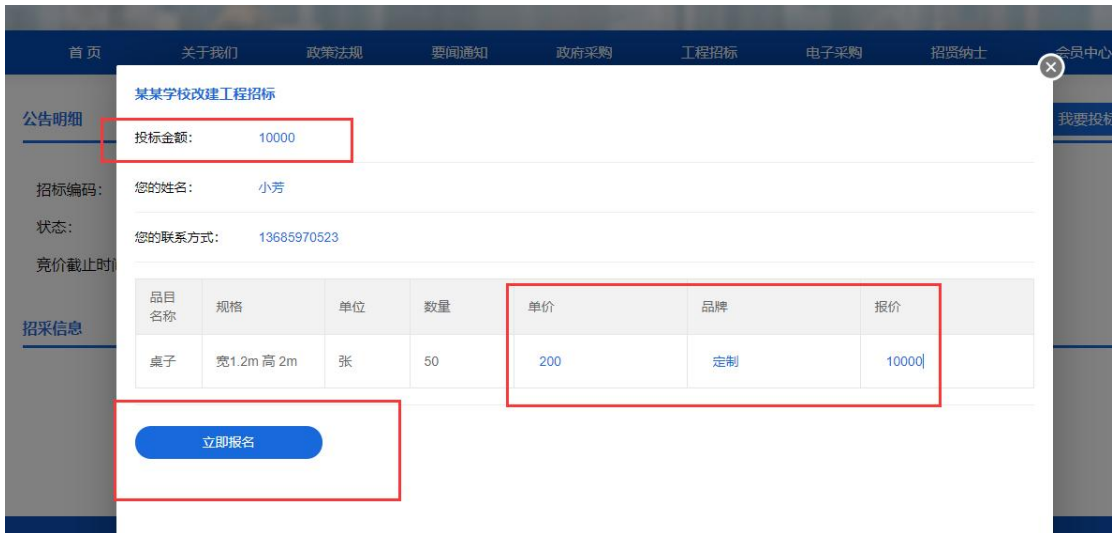 首页 关于我们 政策法规 要闻通知 政府采购 工程招标 电子采购 招贤纳士 会员中心
某某学校改建工程招标
公告明细 我要投标
投标金额： 10000
招标编码： 您的姓名： 小芳
状态：
您的联系方式： 13685970523
竞价截止时间
品目名称 规格 单位 数量 单价 品牌 报价
招采信息
桌子 宽1.2m 高 2m 张 50 200 定制 10000
立即报名